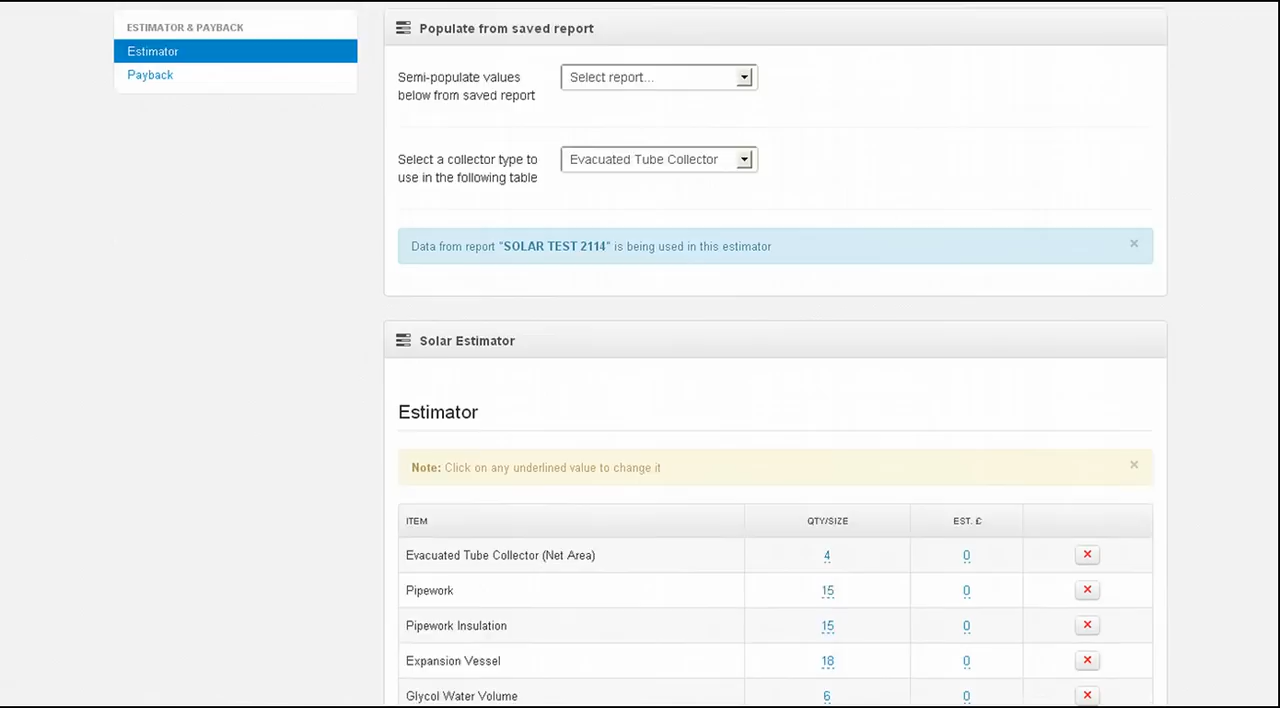 ESTIMATOR & PAYBACK
Estimator
Payback
Populate from saved report
Semi-populate values
below from saved report
Select report...
Select a collector type to
use in the following table
Evacuated Tube Collector
Data from report "SOLAR TEST 2114" is being used in this estimator
×
Solar Estimator
Estimator
Note: Click on any underlined value to change it
×
ITEM QTY/SIZE EST. £
Evacuated Tube Collector (Net Area) 4 0 ×
Pipework 15 0 ×
Pipework Insulation 15 0 ×
Expansion Vessel 18 0 ×
Glycol Water Volume 6 0 ×